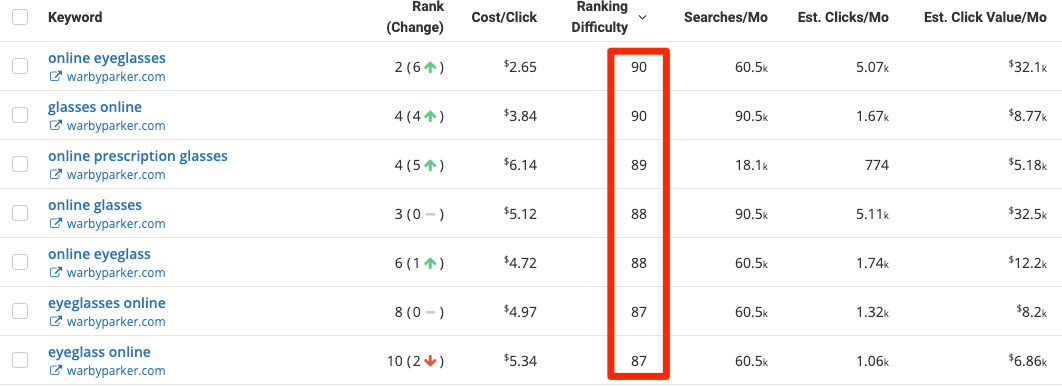 Keyword Rank (Change) Cost/Click Ranking Difficulty Searches/Mo Est. Clicks/Mo Est. Click Value/Mo
online eyeglasses 2 (6 ) $2.65 90 60.5k 5.07k $32.1k
warbyparker.com
glasses online 4 (4 ) $3.84 90 90.5k 1.67k $8.77k
warbyparker.com
online prescription glasses 4 (5 ) $6.14 89 18.1k 774 $5.18k
warbyparker.com
online glasses 3 (0 –) $5.12 88 90.5k 5.11k $32.5k
warbyparker.com
online eyeglass 6 (1 ) $4.72 88 60.5k 1.74k $12.2k
warbyparker.com
eyeglasses online 8 (0 –) $4.97 87 60.5k 1.32k $8.2k
warbyparker.com
eyeglass online 10 (2 ) $5.34 87 60.5k 1.06k $6.86k
warbyparker.com